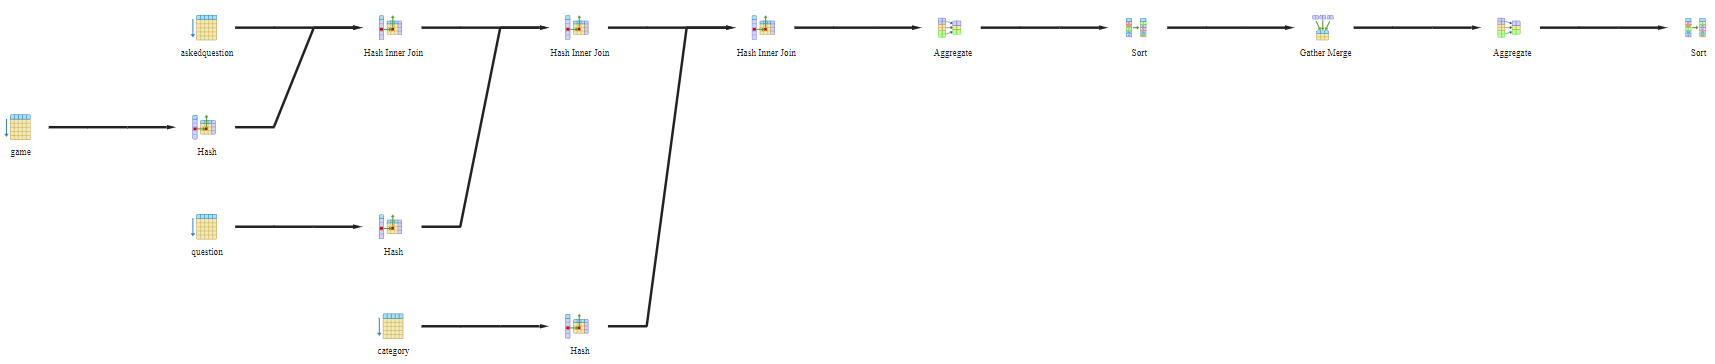 askedquestion
Hash Inner Join
Hash Inner Join
Hash Inner Join
Aggregate
Sort
Gather Merge
Aggregate
Sort
game
Hash
question
Hash
category
Hash